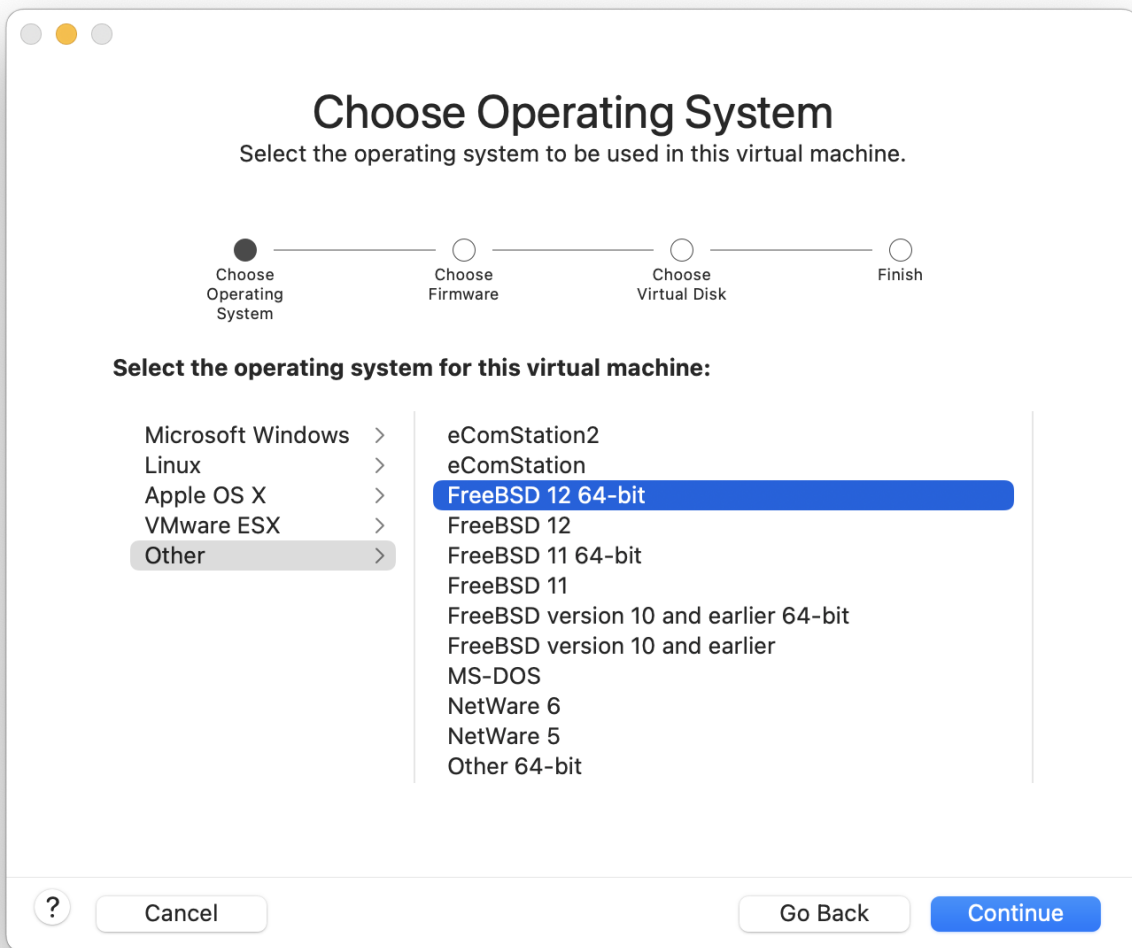 Choose Operating System
Select the operating system to be used in this virtual machine.
Choose
Operating
System
Choose
Firmware
Choose
Virtual Disk
Finish
Select the operating system for this virtual machine:
Microsoft Windows
Linux
Apple OS X
VMware ESX
Other
eComStation2
eComStation
FreeBSD 12 64-bit
FreeBSD 12
FreeBSD 11 64-bit
FreeBSD 11
FreeBSD version 10 and earlier 64-bit
FreeBSD version 10 and earlier
MS-DOS
NetWare 6
NetWare 5
Other 64-bit
?
Cancel
Go Back
Continue